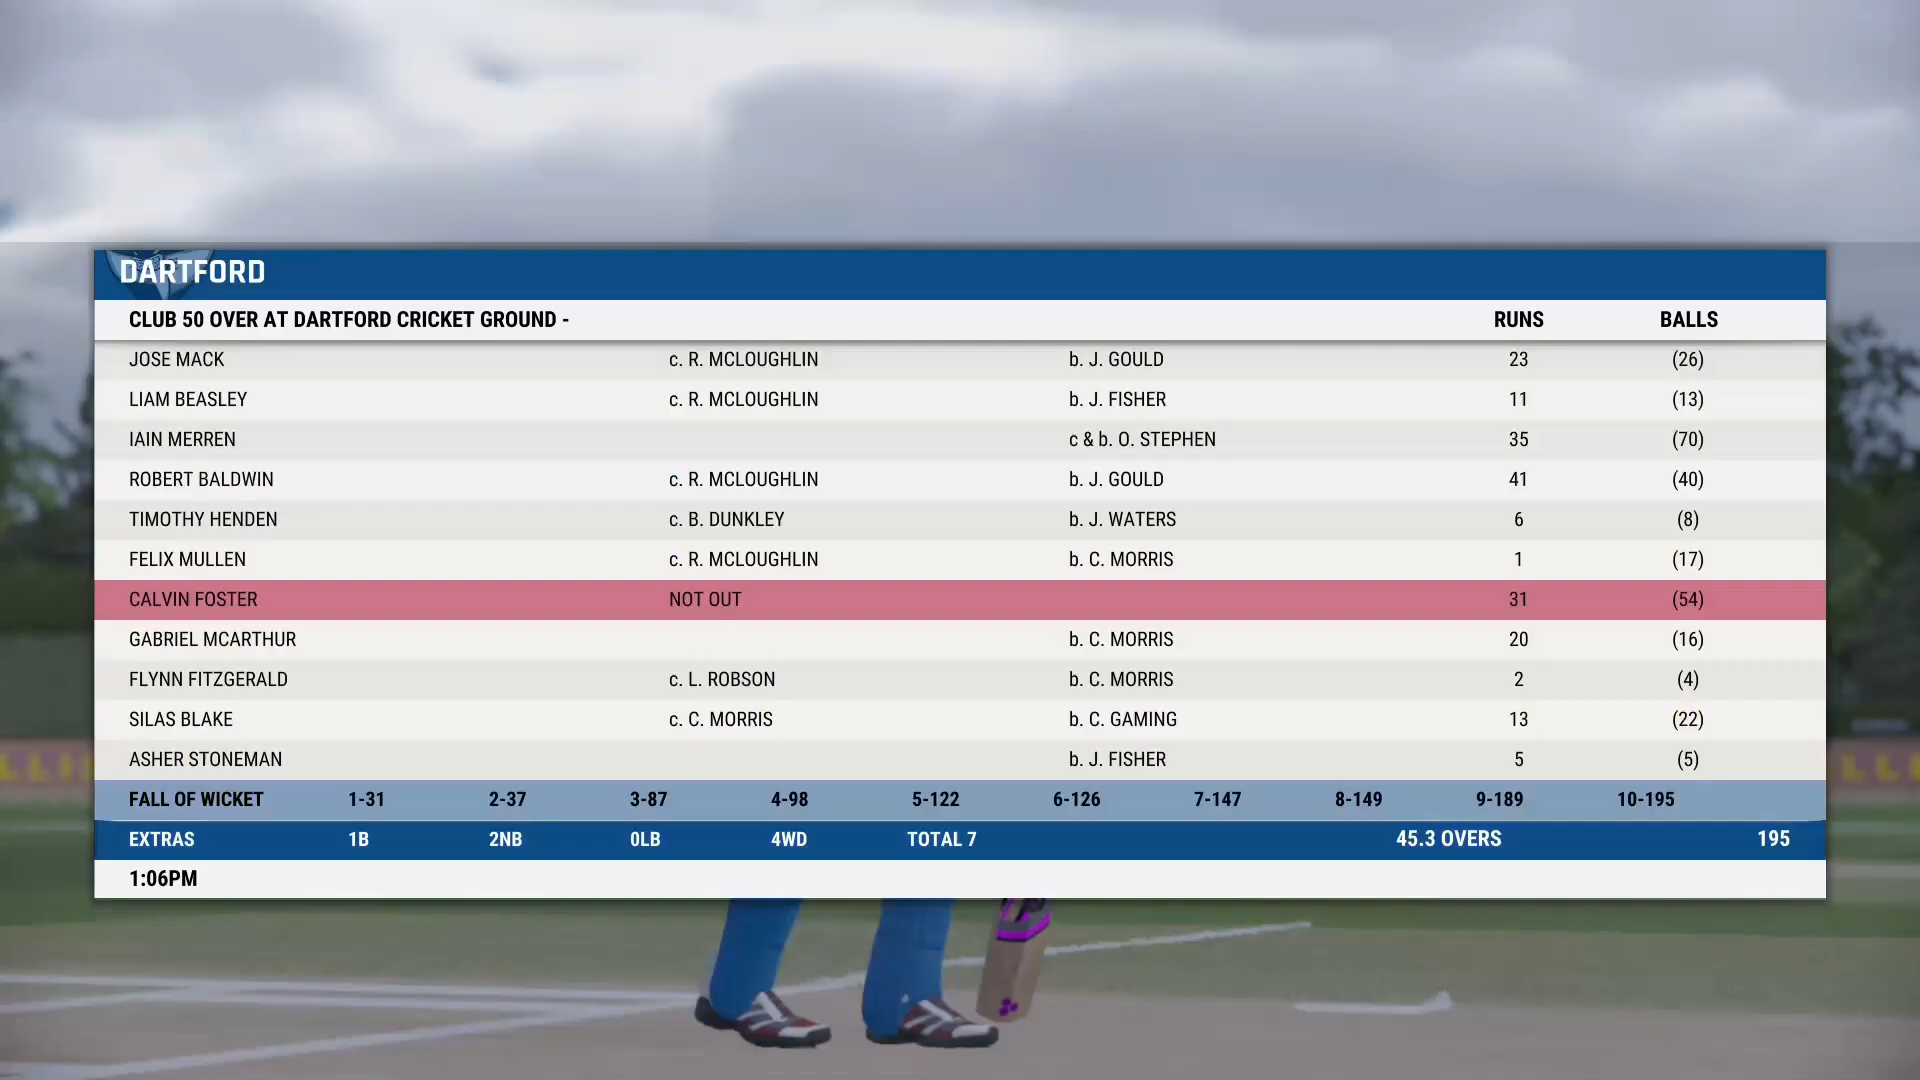 DARTFORD
CLUB 50 OVER AT DARTFORD CRICKET GROUND - RUNS BALLS
JOSE MACK c. R. MCLOUGHLIN b. J. GOULD 23 (26)
LIAM BEASLEY c. R. MCLOUGHLIN b. J. FISHER 11 (13)
IAIN MERREN c & b. O. STEPHEN 35 (70)
ROBERT BALDWIN c. R. MCLOUGHLIN b. J. GOULD 41 (40)
TIMOTHY HENDEN c. B. DUNKLEY b. J. WATERS 6 (8)
FELIX MULLEN c. R. MCLOUGHLIN b. C. MORRIS 1 (17)
CALVIN FOSTER NOT OUT 31 (54)
GABRIEL MCARTHUR b. C. MORRIS 20 (16)
FLYNN FITZGERALD c. L. ROBSON b. C. MORRIS 2 (4)
SILAS BLAKE c. C. MORRIS b. C. GAMING 13 (22)
ASHER STONEMAN b. J. FISHER 5 (5)
FALL OF WICKET 1-31 2-37 3-87 4-98 5-122 6-126 7-147 8-149 9-189 10-195
EXTRAS 1B 2NB 0LB 4WD TOTAL 7 45.3 OVERS 195
1:06PM